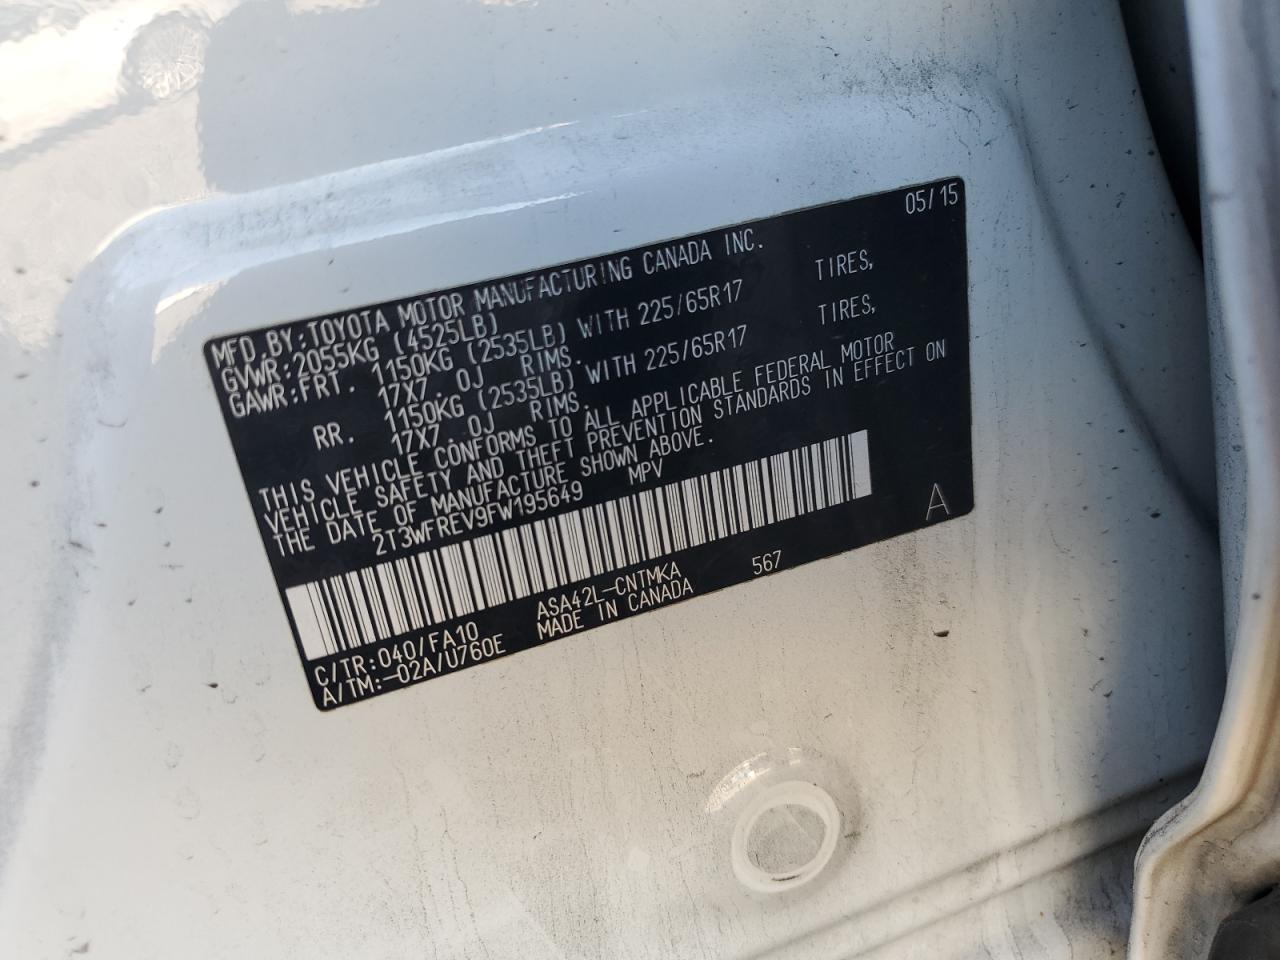 MFD.BY:TOYOTA MOTOR MANUFACTURING CANADA INC. 05/15
GVWR:2055KG (4525LB)
GAWR:FRT. 1150KG (2535LB) WITH 225/65R17 TIRES,
17X7.0J RIMS.
RR. 1150KG (2535LB) WITH 225/65R17 TIRES,
17X7.0J RIMS.
THIS VEHICLE CONFORMS TO ALL APPLICABLE FEDERAL MOTOR
VEHICLE SAFETY AND THEFT PREVENTION STANDARDS IN EFFECT ON
THE DATE OF MANUFACTURE SHOWN ABOVE.
2T3WFREV9FW195649 MPV
C/TR:040/FA10 ASA42L-CNTMKA 567
A/TM:-02A/U760E MADE IN CANADA
A